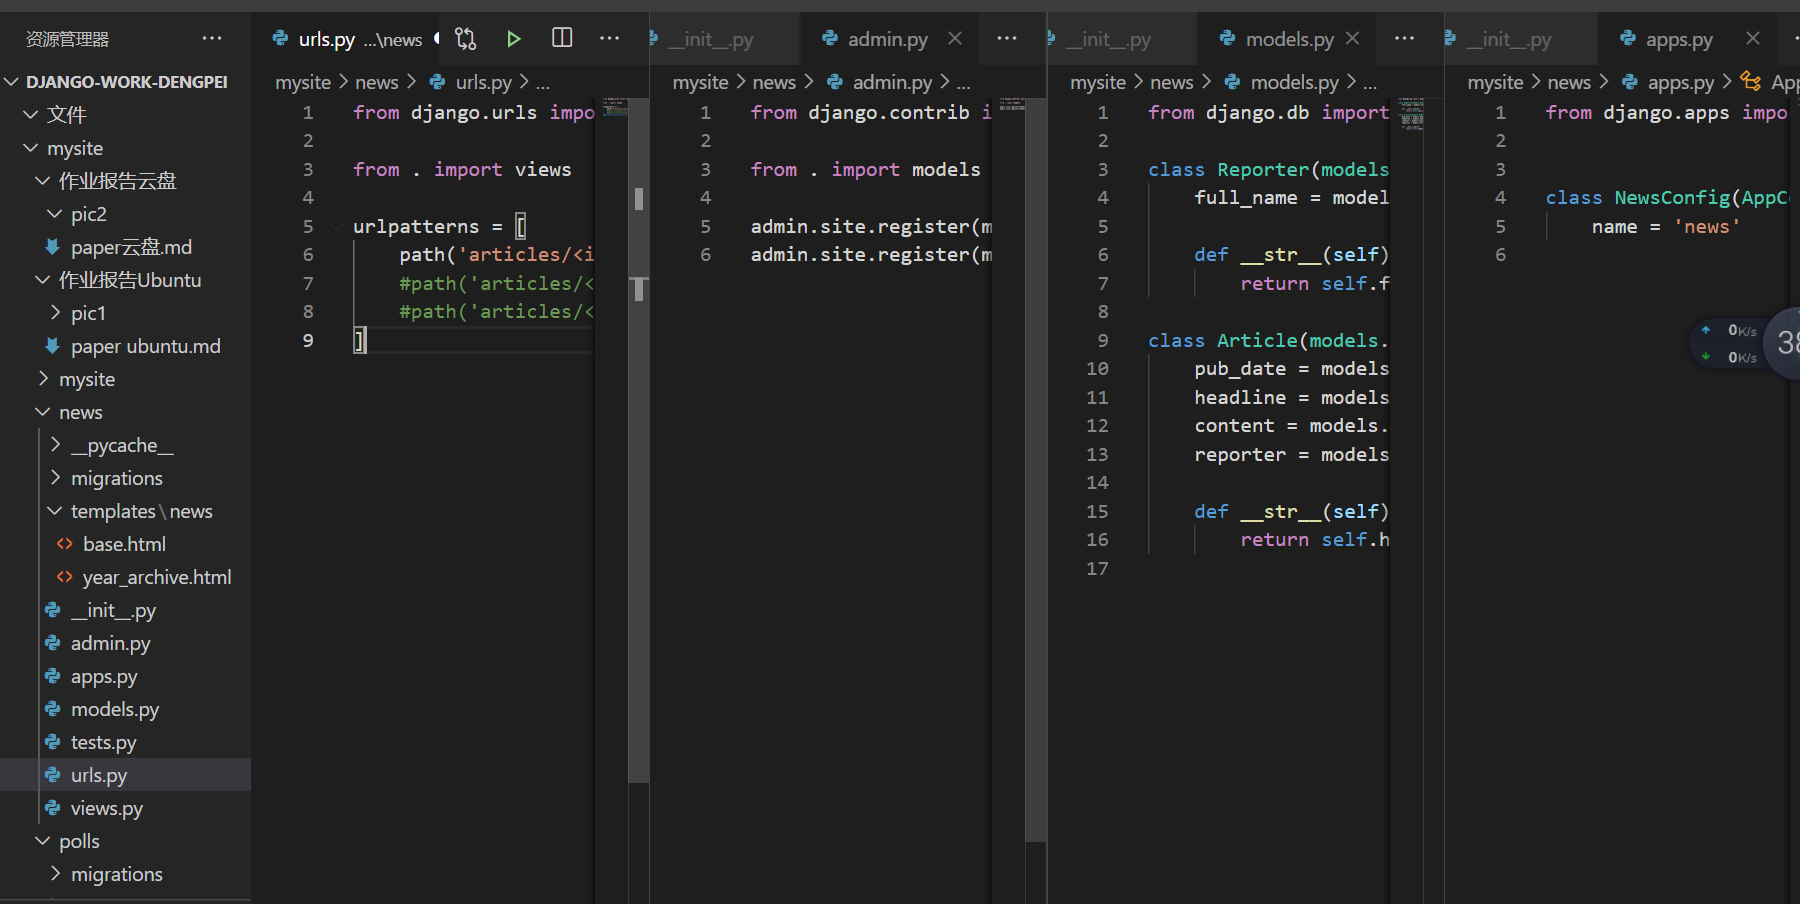 资源管理器
DJANGO-WORK-DENGPEI
文件
mysite
作业报告云盘
pic2
paper云盘.md
作业报告Ubuntu
pic1
paper ubuntu.md
mysite
news
__pycache__
migrations
templates\news
base.html
year_archive.html
__init__.py
admin.py
apps.py
models.py
tests.py
urls.py
views.py
polls
migrations
urls.py ...\news
mysite > news > urls.py > ...
1 from django.urls impo
2
3 from . import views
4
5 urlpatterns = [
6 path('articles/<i
7 #path('articles/<
8 #path('articles/<
9 ]
__init__.py admin.py
mysite > news > admin.py > ...
1 from django.contrib i
2
3 from . import models
4
5 admin.site.register(m
6 admin.site.register(m
__init__.py models.py
mysite > news > models.py > ...
1 from django.db import
2
3 class Reporter(models
4 full_name = model
5
6 def __str__(self)
7 return self.f
8
9 class Article(models.
10 pub_date = models
11 headline = models
12 content = models.
13 reporter = models
14
15 def __str__(self)
16 return self.h
17
__init__.py apps.py
mysite > news > apps.py > App
1 from django.apps impo
2
3
4 class NewsConfig(AppC
5 name = 'news'
6
0K/s
0K/s
38